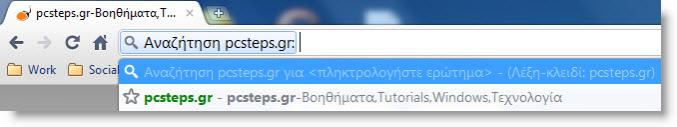 pcsteps.gr-Βοηθήματα,Τ...
Αναζήτηση pcsteps.gr:
Work Social
Αναζήτηση pcsteps.gr για <πληκτρολογήστε ερώτημα> - (Λέξη-κλειδί: pcsteps.gr)
pcsteps.gr - pcsteps.gr-Βοηθήματα,Tutorials,Windows,Τεχνολογία